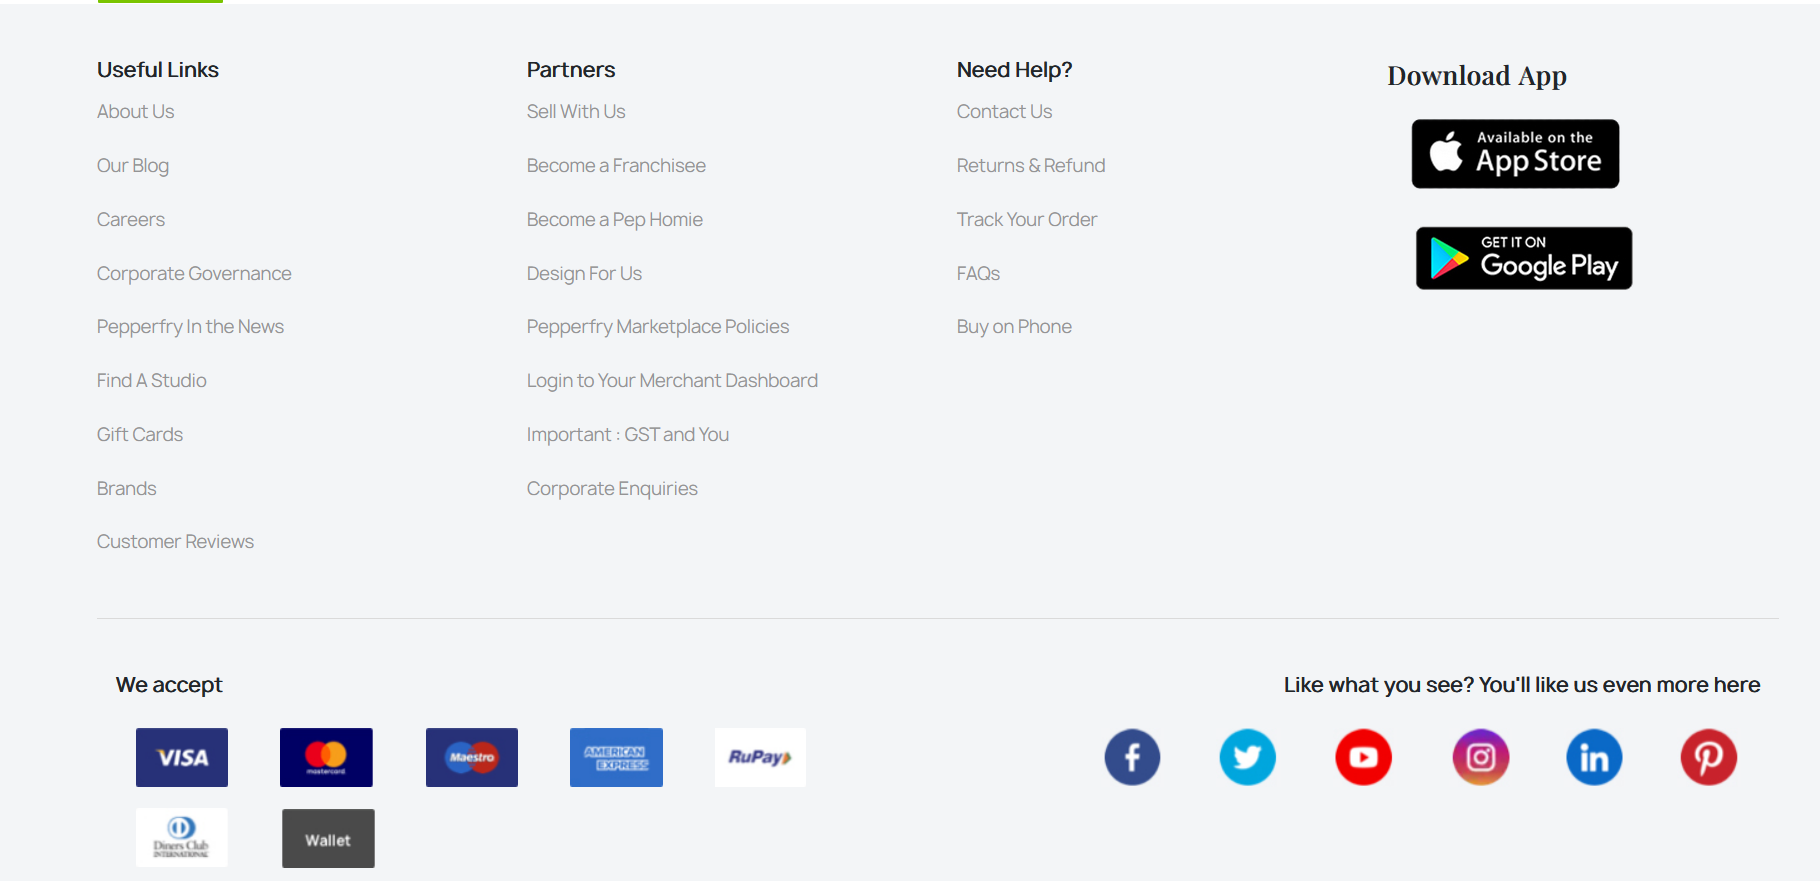 Useful Links
About Us
Our Blog
Careers
Corporate Governance
Pepperfry In the News
Find A Studio
Gift Cards
Brands
Customer Reviews
Partners
Sell With Us
Become a Franchisee
Become a Pep Homie
Design For Us
Pepperfry Marketplace Policies
Login to Your Merchant Dashboard
Important : GST and You
Corporate Enquiries
Need Help?
Contact Us
Returns & Refund
Track Your Order
FAQs
Buy on Phone
Download App
Available on the
App Store
GET IT ON
Google Play
We accept
VISA
mastercard
Maestro
AMERICAN
EXPRESS
RuPay
Diners Club
INTERNATIONAL
Wallet
Like what you see? You'll like us even more here
f
in